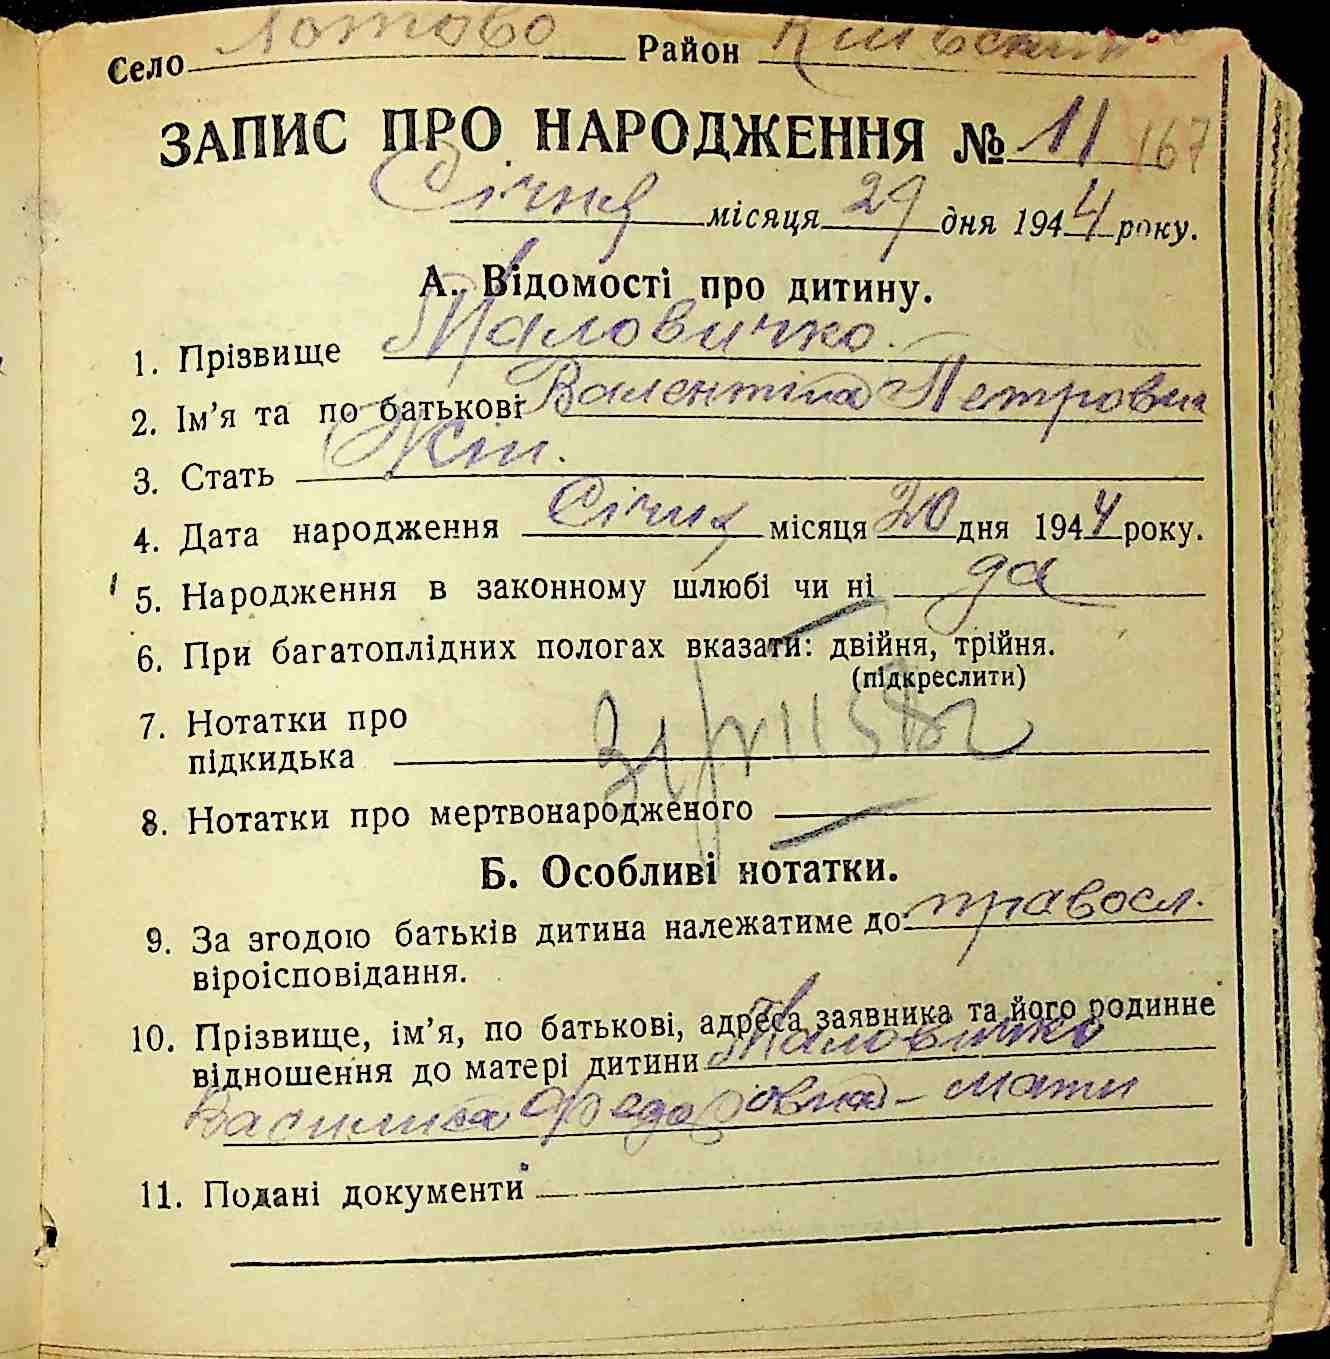 Село Лотово Район Київський
ЗАПИС ПРО НАРОДЖЕННЯ № 11 167
Січня місяця 29 дня 1944 року.
А. Відомості про дитину.
1. Прізвище Маловичко.
2. Ім'я та по батькові Валентіна Петровна
3. Стать Жін.
4. Дата народження Січня місяця 20 дня 1944 року.
5. Народження в законному шлюбі чи ні да
6. При багатоплідних пологах вказати: двійня, трійня.
(підкреслити)
7. Нотатки про
підкидька
8. Нотатки про мертвонародженого
Б. Особливі нотатки.
9. За згодою батьків дитина належатиме до правосл.
віроісповідання.
10. Прізвище, ім'я, по батькові, адреса заявника та його родинне
відношення до матері дитини Маловичко
Василиса Федоровна - мати
11. Подані документи